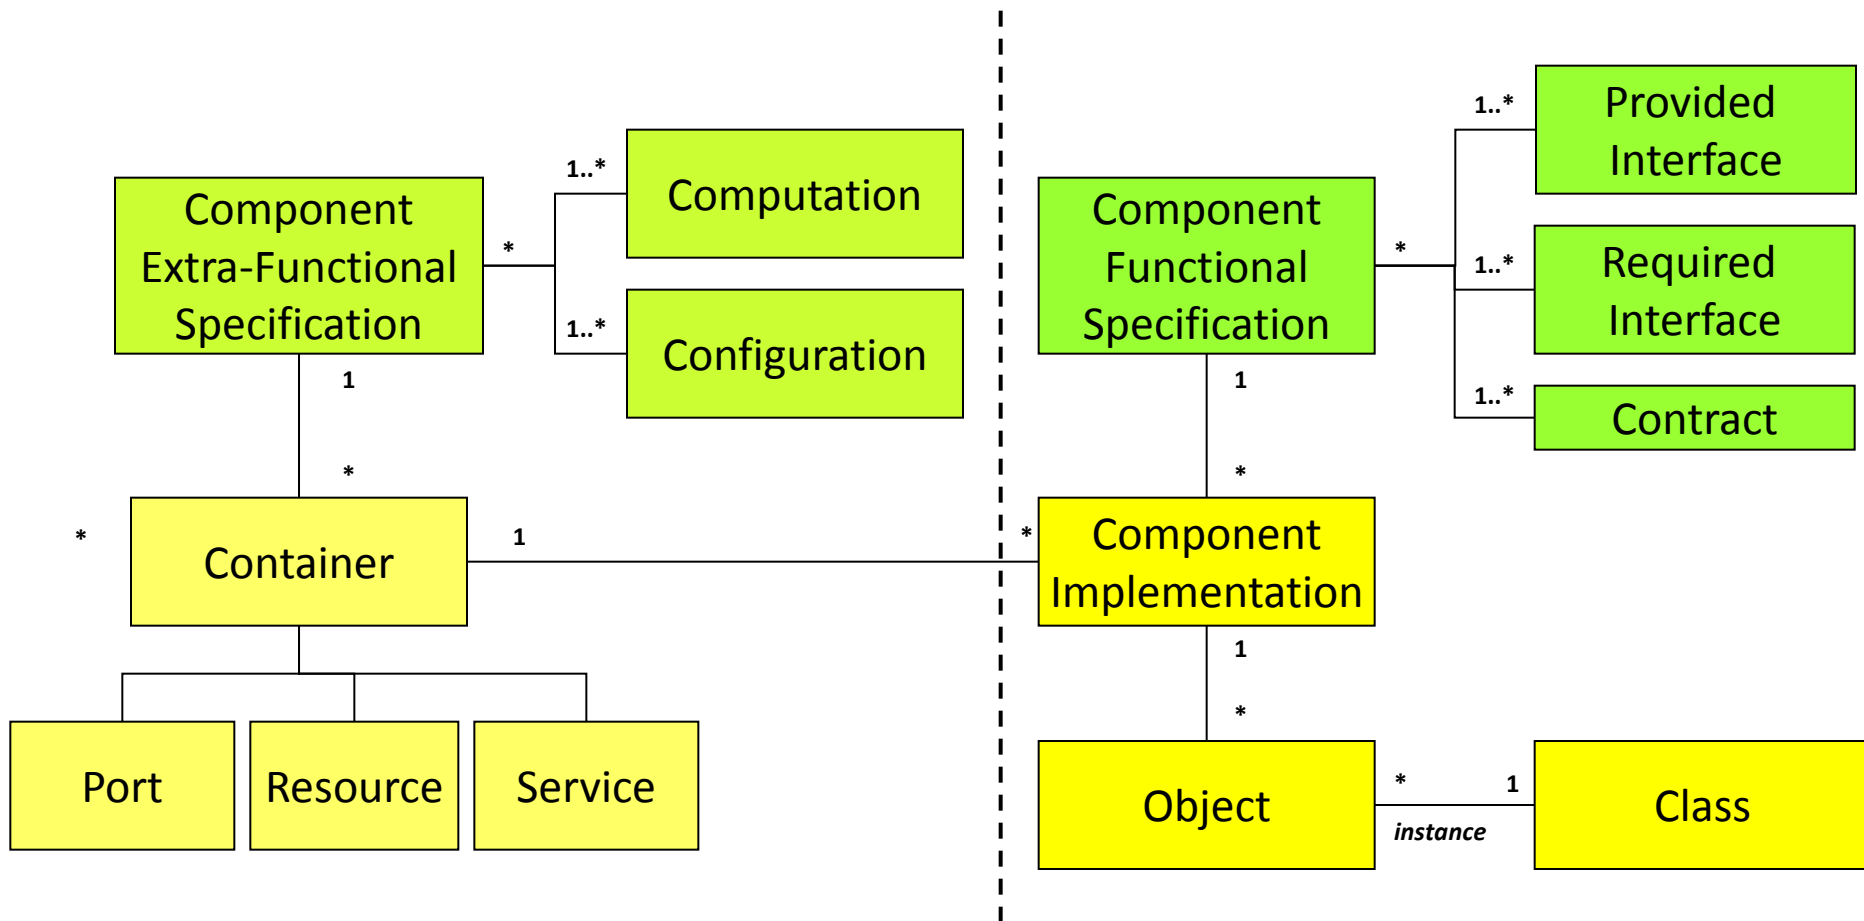 Component
Extra-Functional
Specification
*
1..*
Computation
1..*
Configuration
1
*
*
Container
1
Port
Resource
Service
Component
Functional
Specification
*
1..*
Provided
Interface
1..*
Required
Interface
1..*
Contract
1
*
*
Component
Implementation
1
*
Object
*
1
instance
Class